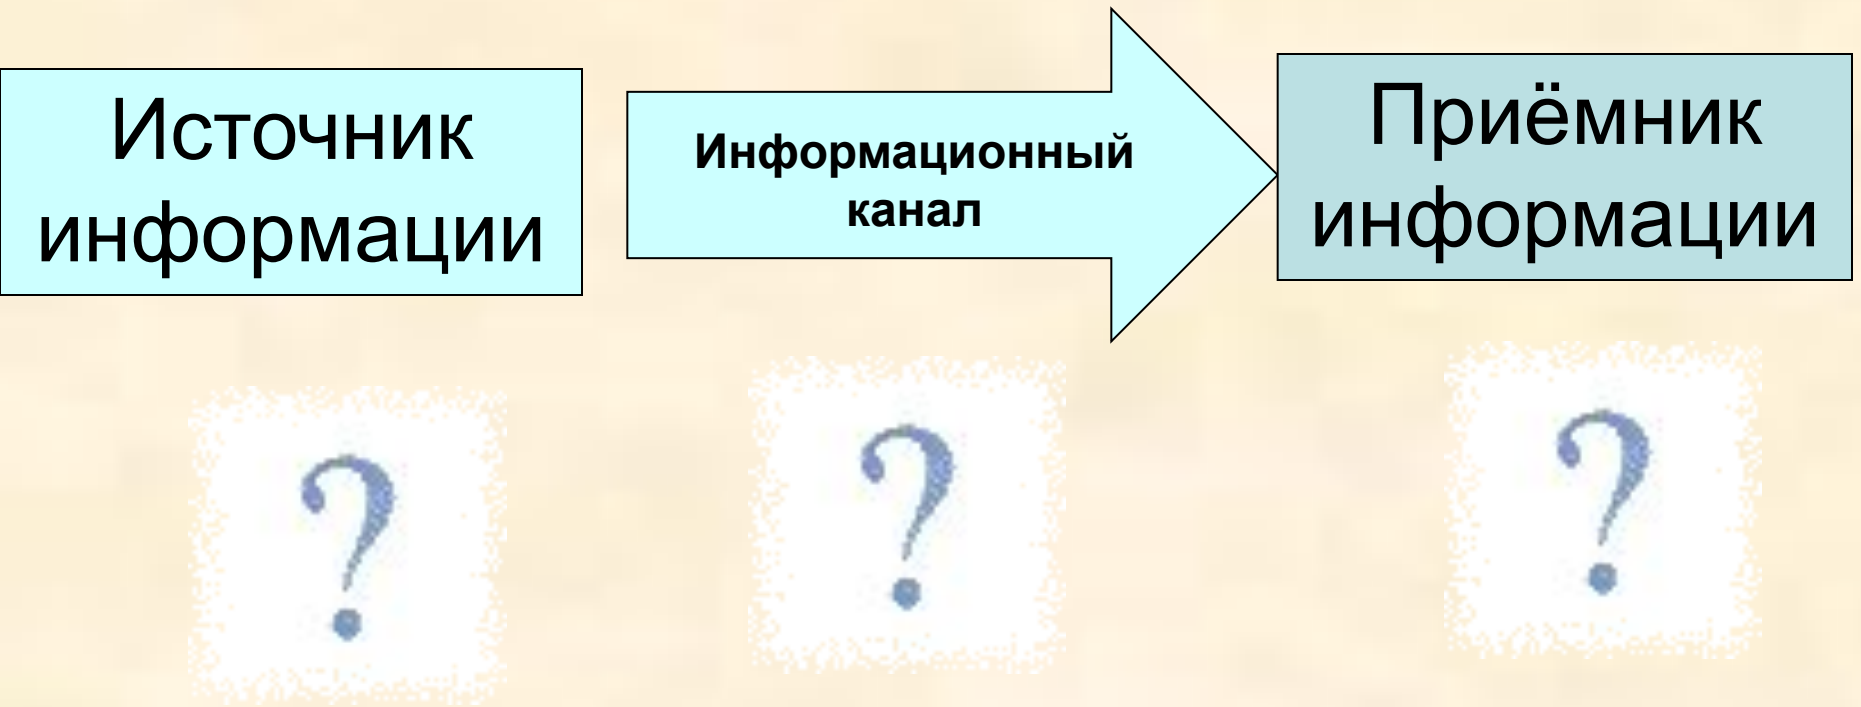 Источник
информации
Информационный
канал
Приёмник
информации
?
?
?